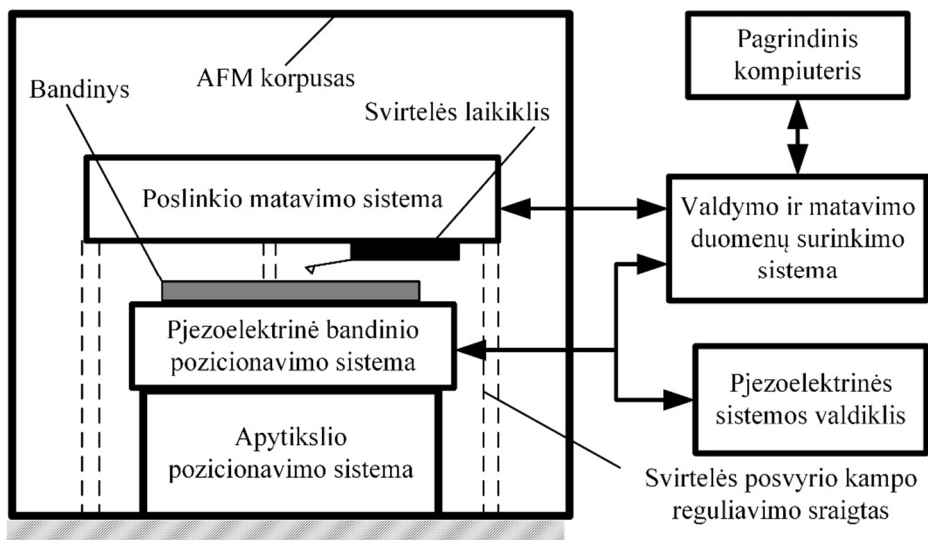 AFM korpusas
Bandinys
Svirtelės laikiklis
Poslinkio matavimo sistema
Pjezoelektrinė bandinio
pozicionavimo sistema
Apytikslio
pozicionavimo sistema
Pagrindinis
kompiuteris
Valdymo ir matavimo
duomenų surinkimo
sistema
Pjezoelektrinės
sistemos valdiklis
Svirtelės posvyrio kampo
reguliavimo sraigtas